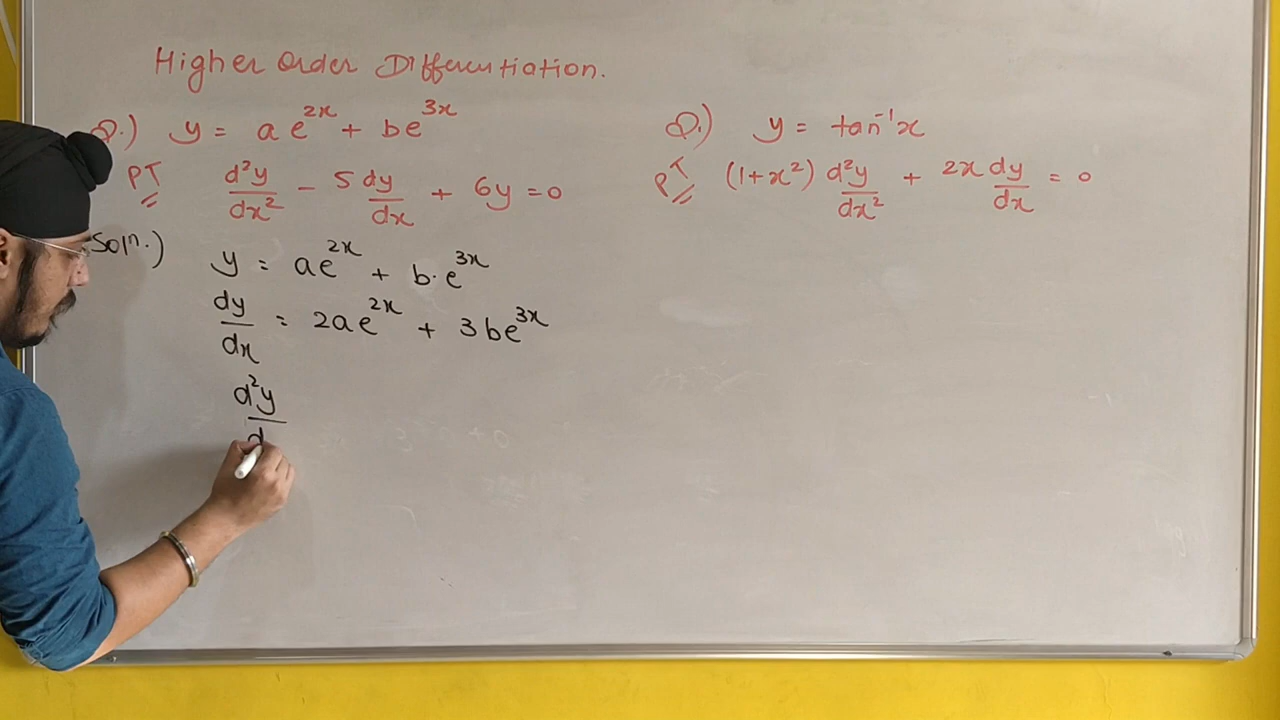 Higher Order Differentiation.
Q.) y = ae^{2x} + be^{3x}
PT d²y/dx² - 5 dy/dx + 6y = 0
Soln.) y = ae^{2x} + b·e^{3x}
dy/dx = 2ae^{2x} + 3be^{3x}
d²y/d
Q.) y = tan⁻¹x
PT (1+x²) d²y/dx² + 2x dy/dx = 0